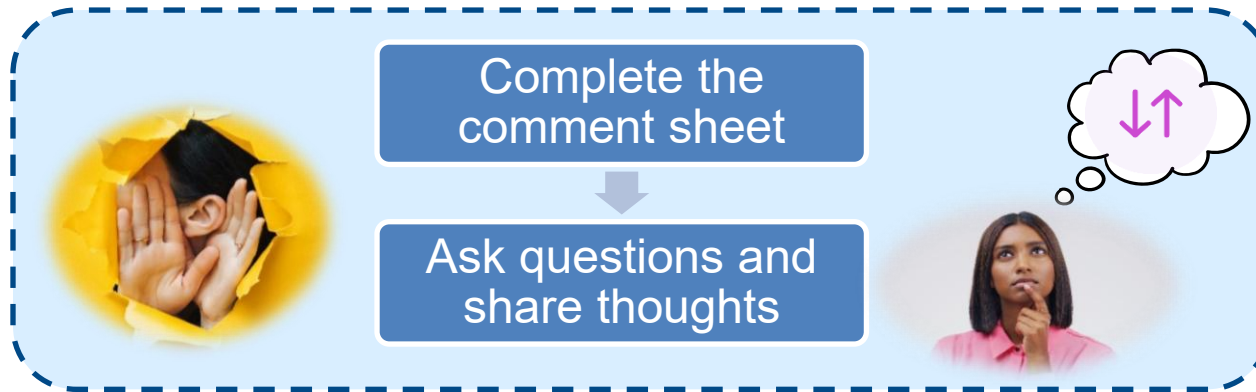 Complete the
comment sheet
Ask questions and
share thoughts